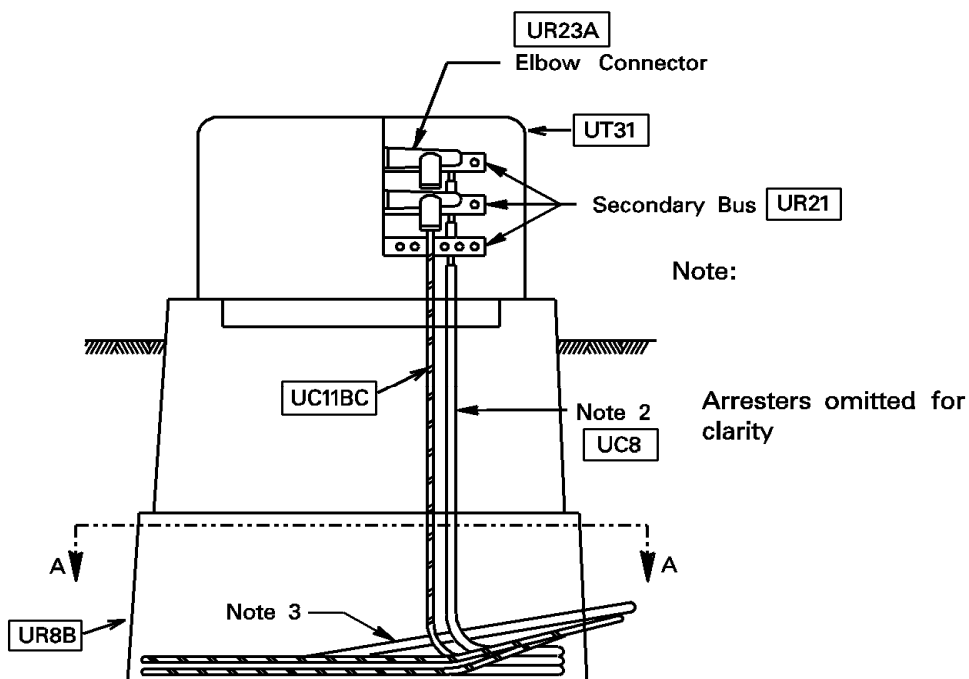 UR23A
Elbow Connector
UT31
Secondary Bus UR21
Note:
UC11BC
Note 2
UC8
Arresters omitted for
clarity
A
A
Note 3
UR8B